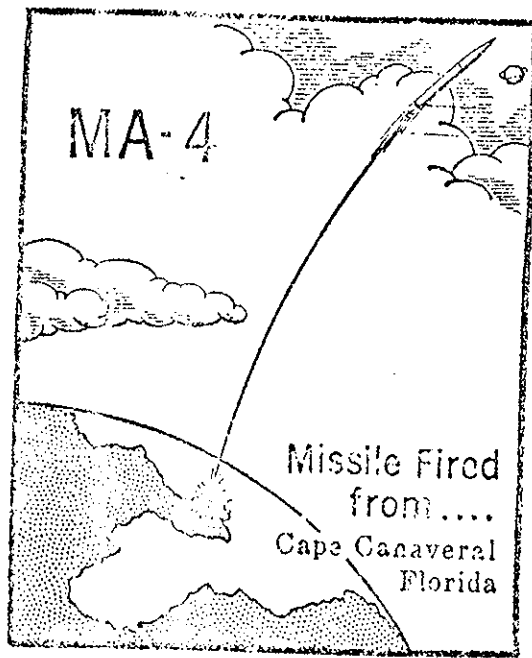 MA-4
Missile Fired
from....
Cape Canaveral
Florida